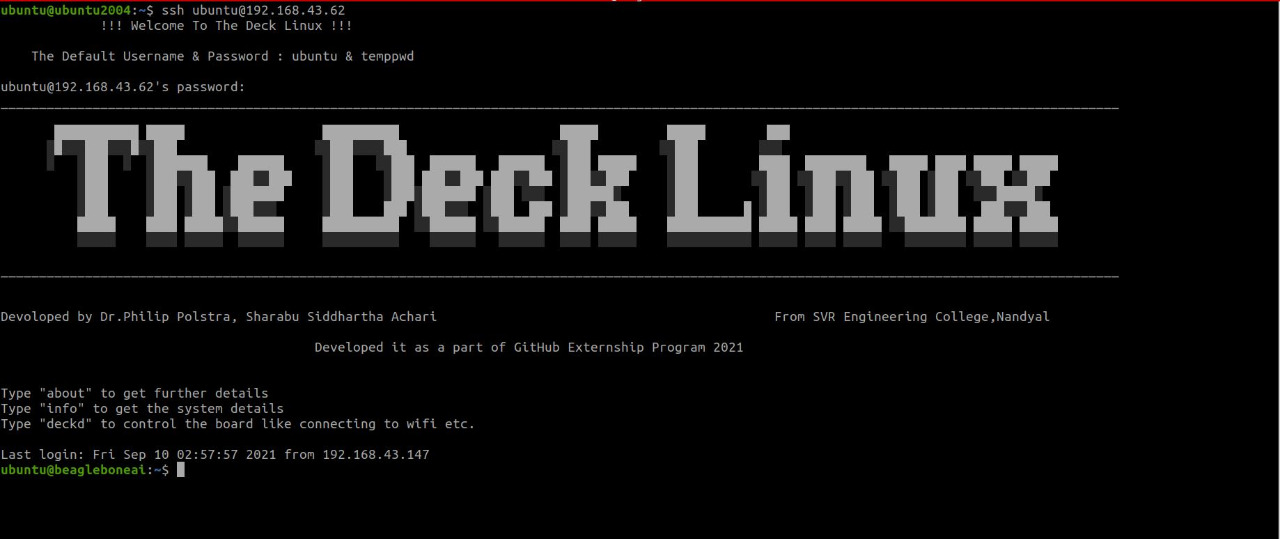 ubuntu@ubuntu2004:~$ ssh ubuntu@192.168.43.62
!!! Welcome To The Deck Linux !!!
The Default Username & Password : ubuntu & temppwd
ubuntu@192.168.43.62's password:
The Deck Linux
Devoloped by Dr.Philip Polstra, Sharabu Siddhartha Achari From SVR Engineering College,Nandyal
Developed it as a part of GitHub Externship Program 2021
Type "about" to get further details
Type "info" to get the system details
Type "deckd" to control the board like connecting to wifi etc.
Last login: Fri Sep 10 02:57:57 2021 from 192.168.43.147
ubuntu@beagleboneai:~$